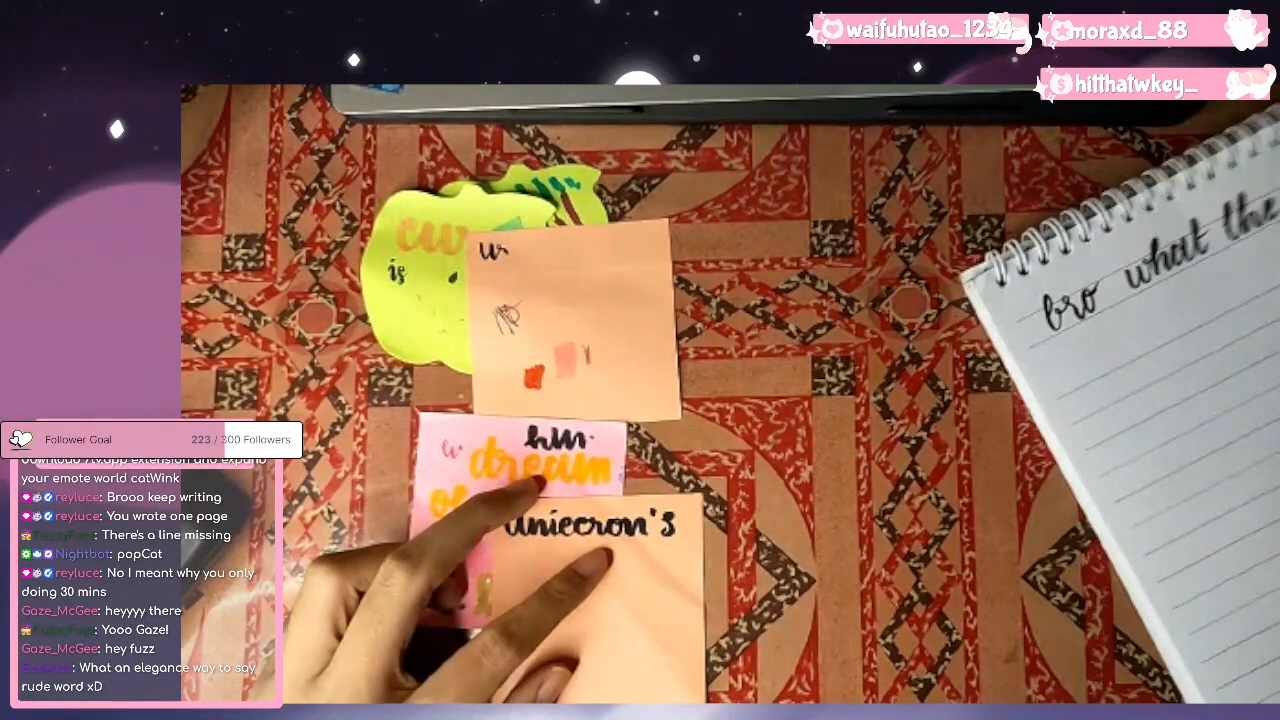 waifuhutao_1234
moraxd_88
hitthatwkey_
bro what the
is
dream
uniecron's
Follower Goal
223 / 300 Followers
your emote world catWink
reyluce: Brooo keep writing
reyluce: You wrote one page
FuzzyFoxo: There's a line missing
Nightbot: popCat
reyluce: No I meant why you only
doing 30 mins
Gaze_McGee: heyyyy there
Yooo Gaze!
Gaze_McGee: hey fuzz
What an elegance way to say
rude word xD